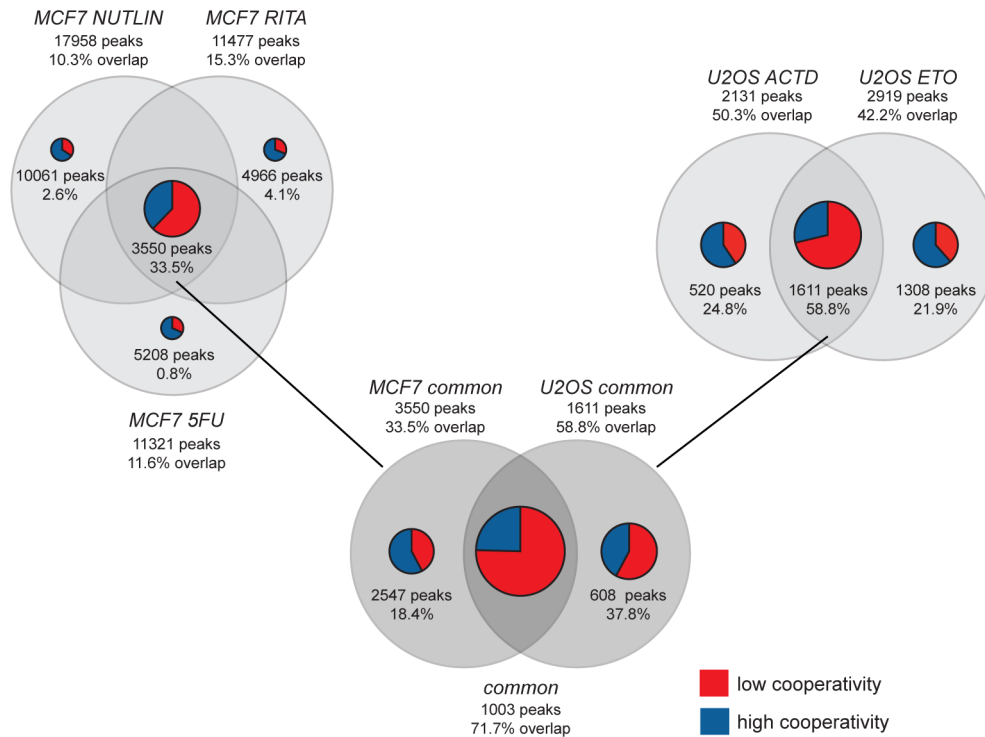 MCF7 NUTLIN
17958 peaks
10.3% overlap
MCF7 RITA
11477 peaks
15.3% overlap
10061 peaks
2.6%
4966 peaks
4.1%
3550 peaks
33.5%
5208 peaks
0.8%
MCF7 5FU
11321 peaks
11.6% overlap
U2OS ACTD
2131 peaks
50.3% overlap
U2OS ETO
2919 peaks
42.2% overlap
520 peaks
24.8%
1611 peaks
58.8%
1308 peaks
21.9%
MCF7 common
3550 peaks
33.5% overlap
U2OS common
1611 peaks
58.8% overlap
2547 peaks
18.4%
608 peaks
37.8%
common
1003 peaks
71.7% overlap
low cooperativity
high cooperativity